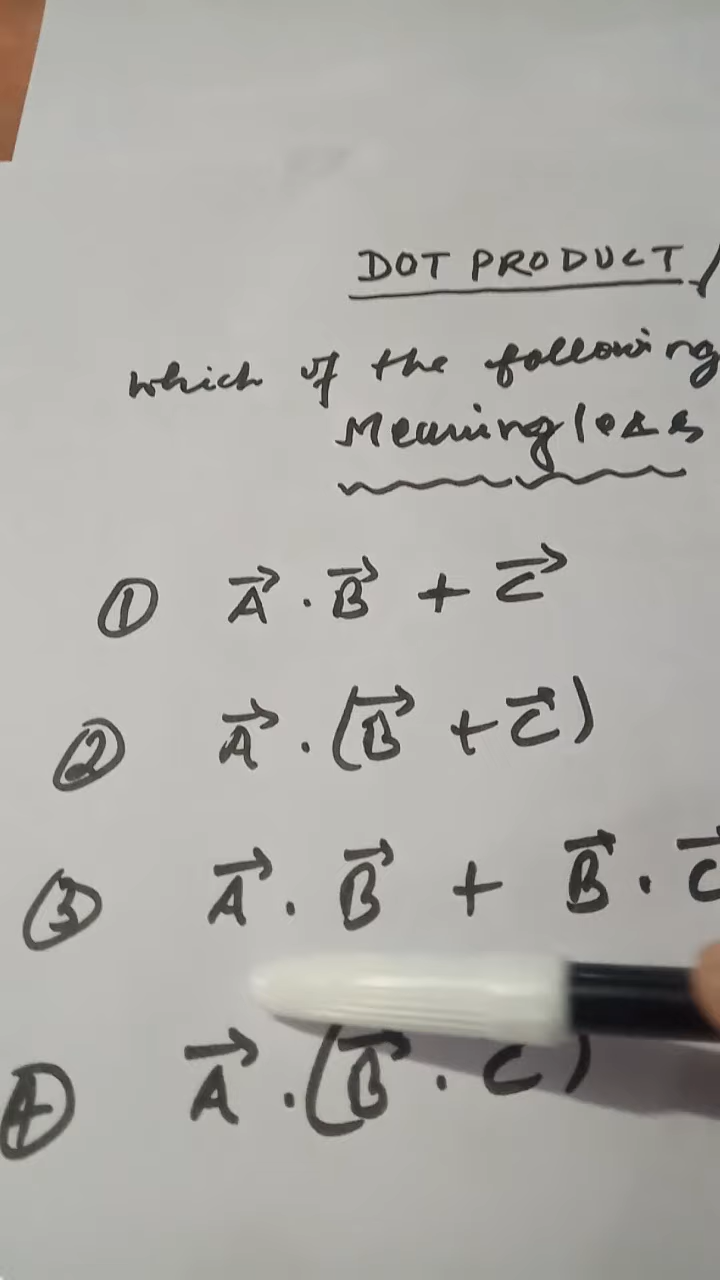 DOT PRODUCT /
which of the following
Meaningless
① A⃗ . B⃗ + C⃗
② A⃗ . (B⃗ + C⃗)
③ A⃗ . B⃗ + B⃗ . C⃗
④ A⃗ . (B⃗ . C)